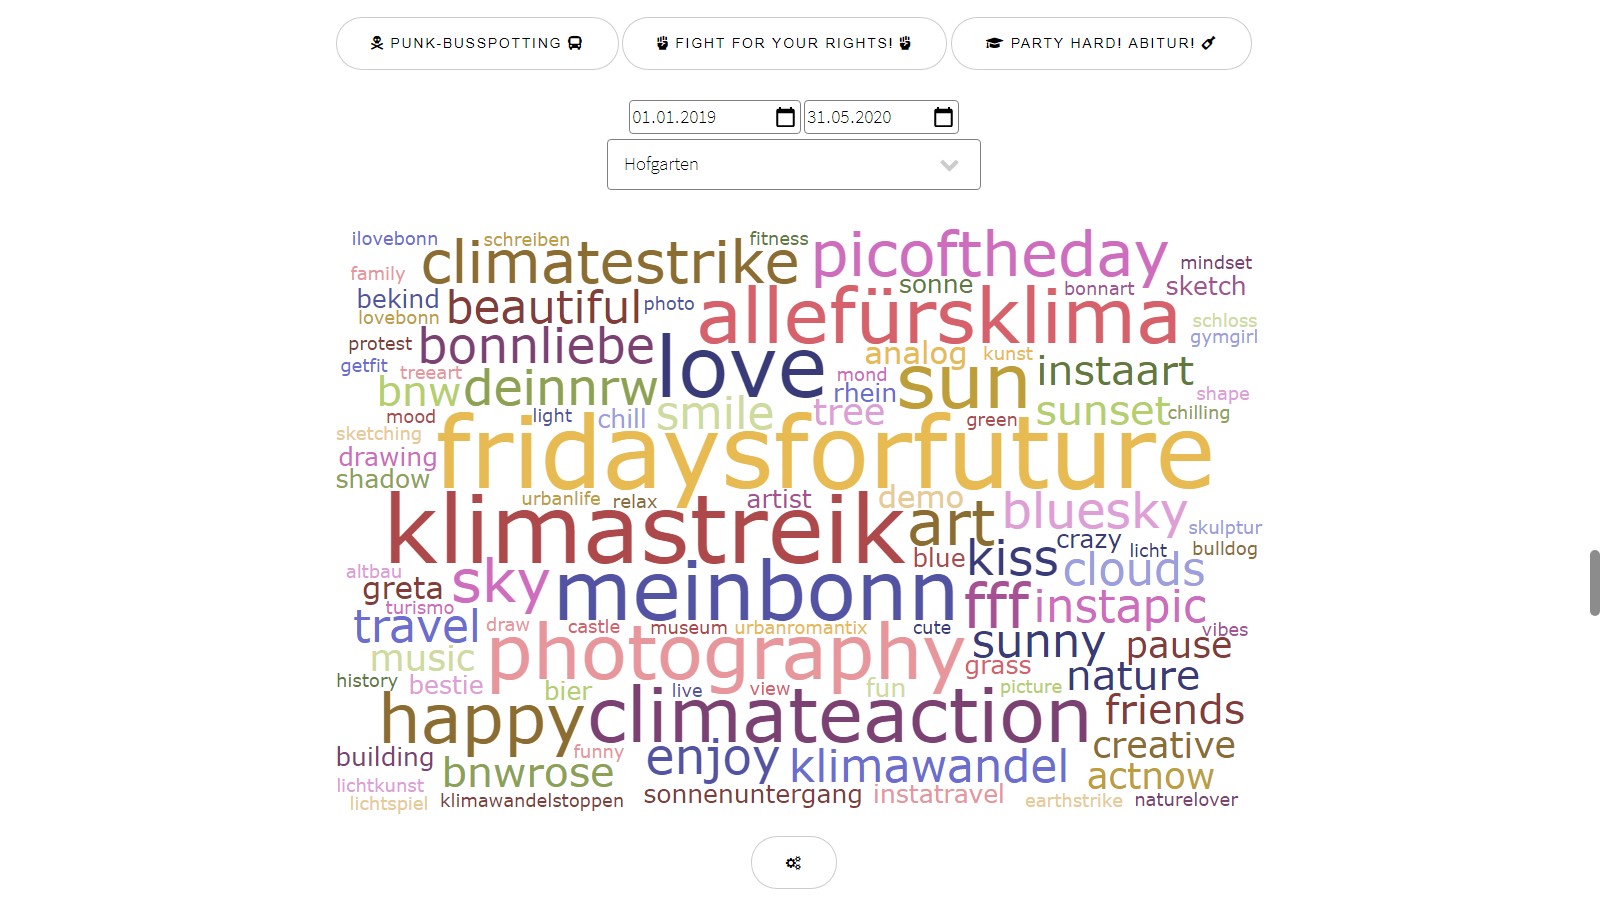 PUNK-BUSSPOTTING
FIGHT FOR YOUR RIGHTS!
PARTY HARD! ABITUR!
01.01.2019
31.05.2020
Hofgarten
ilovebonn
schreiben
fitness
climatestrike
picoftheday
mindset
family
sonne
bonnart
sketch
bekind
beautiful
photo
allefürsklima
lovebonn
schloss
protest
bonnliebe
love
analog
kunst
gymgirl
getfit
treeart
mond
sun
instaart
bnw
deinnrw
rhein
shape
mood
light
chill
smile
tree
green
sunset
chilling
sketching
fridaysforfuture
drawing
shadow
urbanlife
relax
artist
demo
bluesky
klimastreik
art
skulptur
crazy
licht
bulldog
blue
kiss
clouds
altbau
greta
sky
meinbonn
fff
instapic
turismo
travel
draw
castle
museum
urbanromantix
cute
sunny
vibes
music
photography
grass
pause
history
bestie
bier
live
view
fun
picture
nature
happy
climateaction
friends
building
funny
enjoy
creative
bnwrose
klimawandel
actnow
lichtkunst
sonnenuntergang
instatravel
lichtspiel
klimawandelstoppen
earthstrike
naturelover